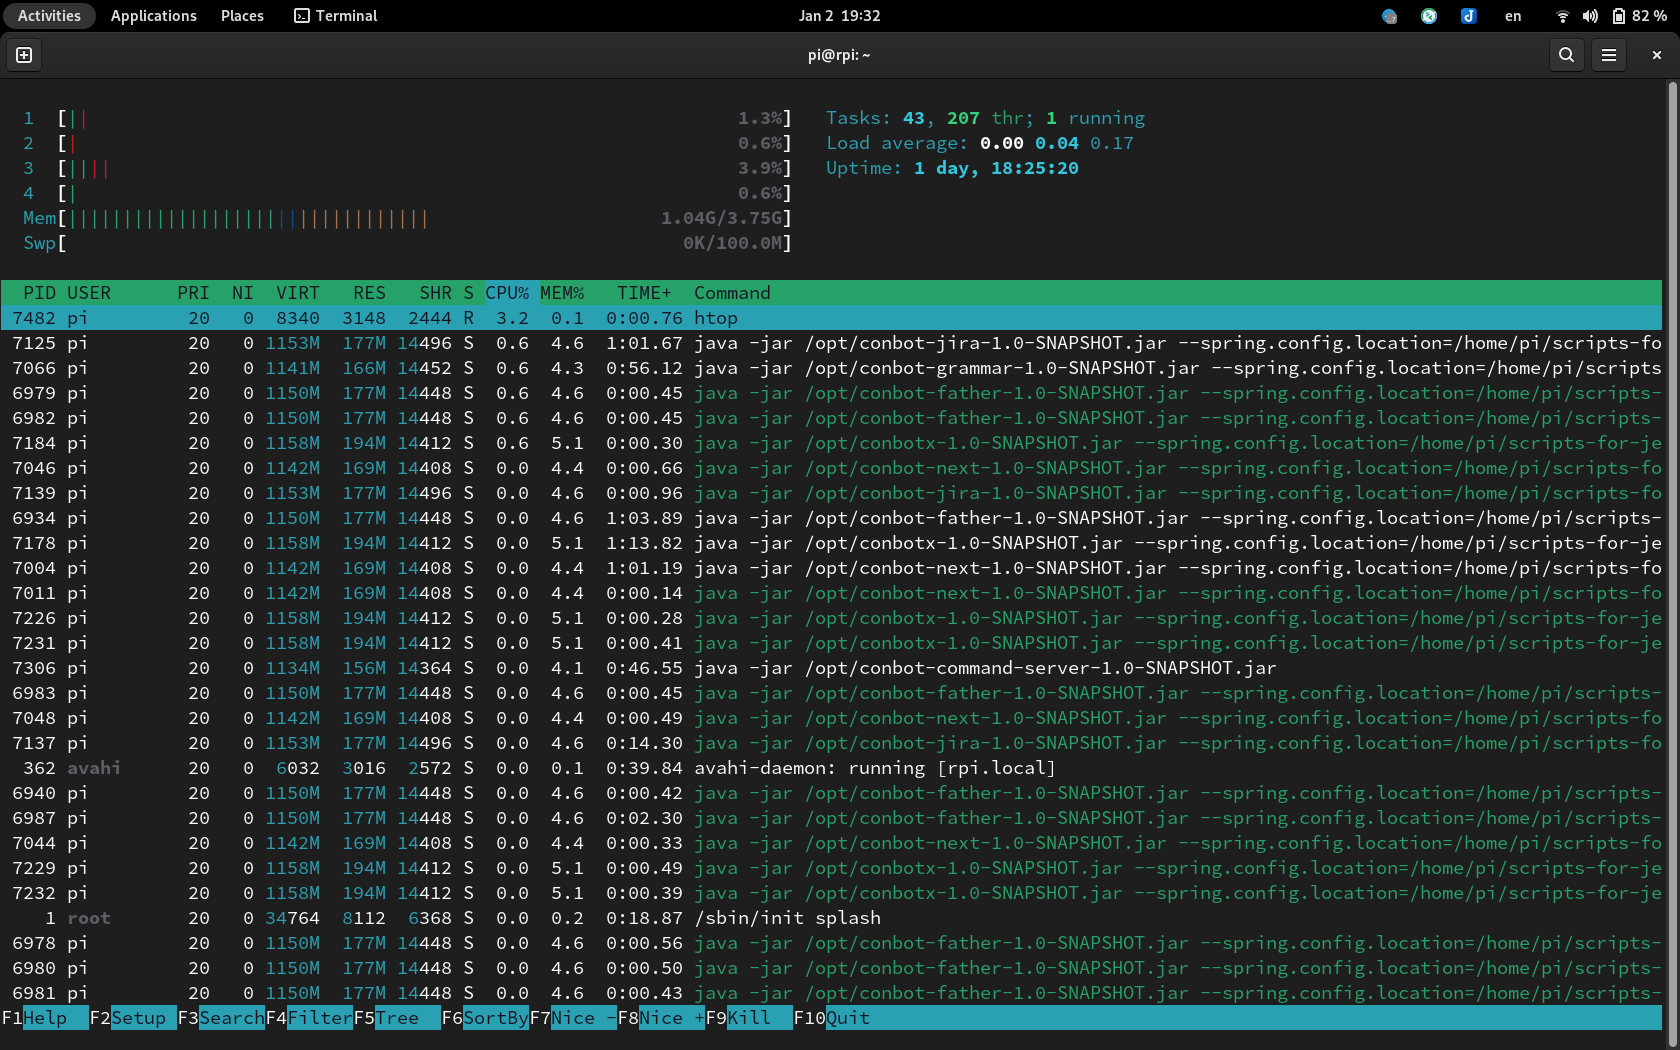 Activities Applications Places Terminal Jan 2 19:32 en 82 %
pi@rpi: ~
1 [|| 1.3%] Tasks: 43, 207 thr; 1 running
2 [| 0.6%] Load average: 0.00 0.04 0.17
3 [|||| 3.9%] Uptime: 1 day, 18:25:20
4 [| 0.6%]
Mem[||||||||||||||||||||||||||||||||| 1.04G/3.75G]
Swp[ 0K/100.0M]
PID USER PRI NI VIRT RES SHR S CPU% MEM% TIME+ Command
7482 pi 20 0 8340 3148 2444 R 3.2 0.1 0:00.76 htop
7125 pi 20 0 1153M 177M 14496 S 0.6 4.6 1:01.67 java -jar /opt/conbot-jira-1.0-SNAPSHOT.jar --spring.config.location=/home/pi/scripts-fo
7066 pi 20 0 1141M 166M 14452 S 0.6 4.3 0:56.12 java -jar /opt/conbot-grammar-1.0-SNAPSHOT.jar --spring.config.location=/home/pi/scripts
6979 pi 20 0 1150M 177M 14448 S 0.6 4.6 0:00.45 java -jar /opt/conbot-father-1.0-SNAPSHOT.jar --spring.config.location=/home/pi/scripts-
6982 pi 20 0 1150M 177M 14448 S 0.6 4.6 0:00.45 java -jar /opt/conbot-father-1.0-SNAPSHOT.jar --spring.config.location=/home/pi/scripts-
7184 pi 20 0 1158M 194M 14412 S 0.6 5.1 0:00.30 java -jar /opt/conbotx-1.0-SNAPSHOT.jar --spring.config.location=/home/pi/scripts-for-je
7046 pi 20 0 1142M 169M 14408 S 0.0 4.4 0:00.66 java -jar /opt/conbot-next-1.0-SNAPSHOT.jar --spring.config.location=/home/pi/scripts-fo
7139 pi 20 0 1153M 177M 14496 S 0.0 4.6 0:00.96 java -jar /opt/conbot-jira-1.0-SNAPSHOT.jar --spring.config.location=/home/pi/scripts-fo
6934 pi 20 0 1150M 177M 14448 S 0.0 4.6 1:03.89 java -jar /opt/conbot-father-1.0-SNAPSHOT.jar --spring.config.location=/home/pi/scripts-
7178 pi 20 0 1158M 194M 14412 S 0.0 5.1 1:13.82 java -jar /opt/conbotx-1.0-SNAPSHOT.jar --spring.config.location=/home/pi/scripts-for-je
7004 pi 20 0 1142M 169M 14408 S 0.0 4.4 1:01.19 java -jar /opt/conbot-next-1.0-SNAPSHOT.jar --spring.config.location=/home/pi/scripts-fo
7011 pi 20 0 1142M 169M 14408 S 0.0 4.4 0:00.14 java -jar /opt/conbot-next-1.0-SNAPSHOT.jar --spring.config.location=/home/pi/scripts-fo
7226 pi 20 0 1158M 194M 14412 S 0.0 5.1 0:00.28 java -jar /opt/conbotx-1.0-SNAPSHOT.jar --spring.config.location=/home/pi/scripts-for-je
7231 pi 20 0 1158M 194M 14412 S 0.0 5.1 0:00.41 java -jar /opt/conbotx-1.0-SNAPSHOT.jar --spring.config.location=/home/pi/scripts-for-je
7306 pi 20 0 1134M 156M 14364 S 0.0 4.1 0:46.55 java -jar /opt/conbot-command-server-1.0-SNAPSHOT.jar
6983 pi 20 0 1150M 177M 14448 S 0.0 4.6 0:00.45 java -jar /opt/conbot-father-1.0-SNAPSHOT.jar --spring.config.location=/home/pi/scripts-
7048 pi 20 0 1142M 169M 14408 S 0.0 4.4 0:00.49 java -jar /opt/conbot-next-1.0-SNAPSHOT.jar --spring.config.location=/home/pi/scripts-fo
7137 pi 20 0 1153M 177M 14496 S 0.0 4.6 0:14.30 java -jar /opt/conbot-jira-1.0-SNAPSHOT.jar --spring.config.location=/home/pi/scripts-fo
362 avahi 20 0 6032 3016 2572 S 0.0 0.1 0:39.84 avahi-daemon: running [rpi.local]
6940 pi 20 0 1150M 177M 14448 S 0.0 4.6 0:00.42 java -jar /opt/conbot-father-1.0-SNAPSHOT.jar --spring.config.location=/home/pi/scripts-
6987 pi 20 0 1150M 177M 14448 S 0.0 4.6 0:02.30 java -jar /opt/conbot-father-1.0-SNAPSHOT.jar --spring.config.location=/home/pi/scripts-
7044 pi 20 0 1142M 169M 14408 S 0.0 4.4 0:00.33 java -jar /opt/conbot-next-1.0-SNAPSHOT.jar --spring.config.location=/home/pi/scripts-fo
7229 pi 20 0 1158M 194M 14412 S 0.0 5.1 0:00.49 java -jar /opt/conbotx-1.0-SNAPSHOT.jar --spring.config.location=/home/pi/scripts-for-je
7232 pi 20 0 1158M 194M 14412 S 0.0 5.1 0:00.39 java -jar /opt/conbotx-1.0-SNAPSHOT.jar --spring.config.location=/home/pi/scripts-for-je
1 root 20 0 34764 8112 6368 S 0.0 0.2 0:18.87 /sbin/init splash
6978 pi 20 0 1150M 177M 14448 S 0.0 4.6 0:00.56 java -jar /opt/conbot-father-1.0-SNAPSHOT.jar --spring.config.location=/home/pi/scripts-
6980 pi 20 0 1150M 177M 14448 S 0.0 4.6 0:00.50 java -jar /opt/conbot-father-1.0-SNAPSHOT.jar --spring.config.location=/home/pi/scripts-
6981 pi 20 0 1150M 177M 14448 S 0.0 4.6 0:00.43 java -jar /opt/conbot-father-1.0-SNAPSHOT.jar --spring.config.location=/home/pi/scripts-
F1Help F2Setup F3SearchF4FilterF5Tree F6SortByF7Nice -F8Nice +F9Kill F10Quit